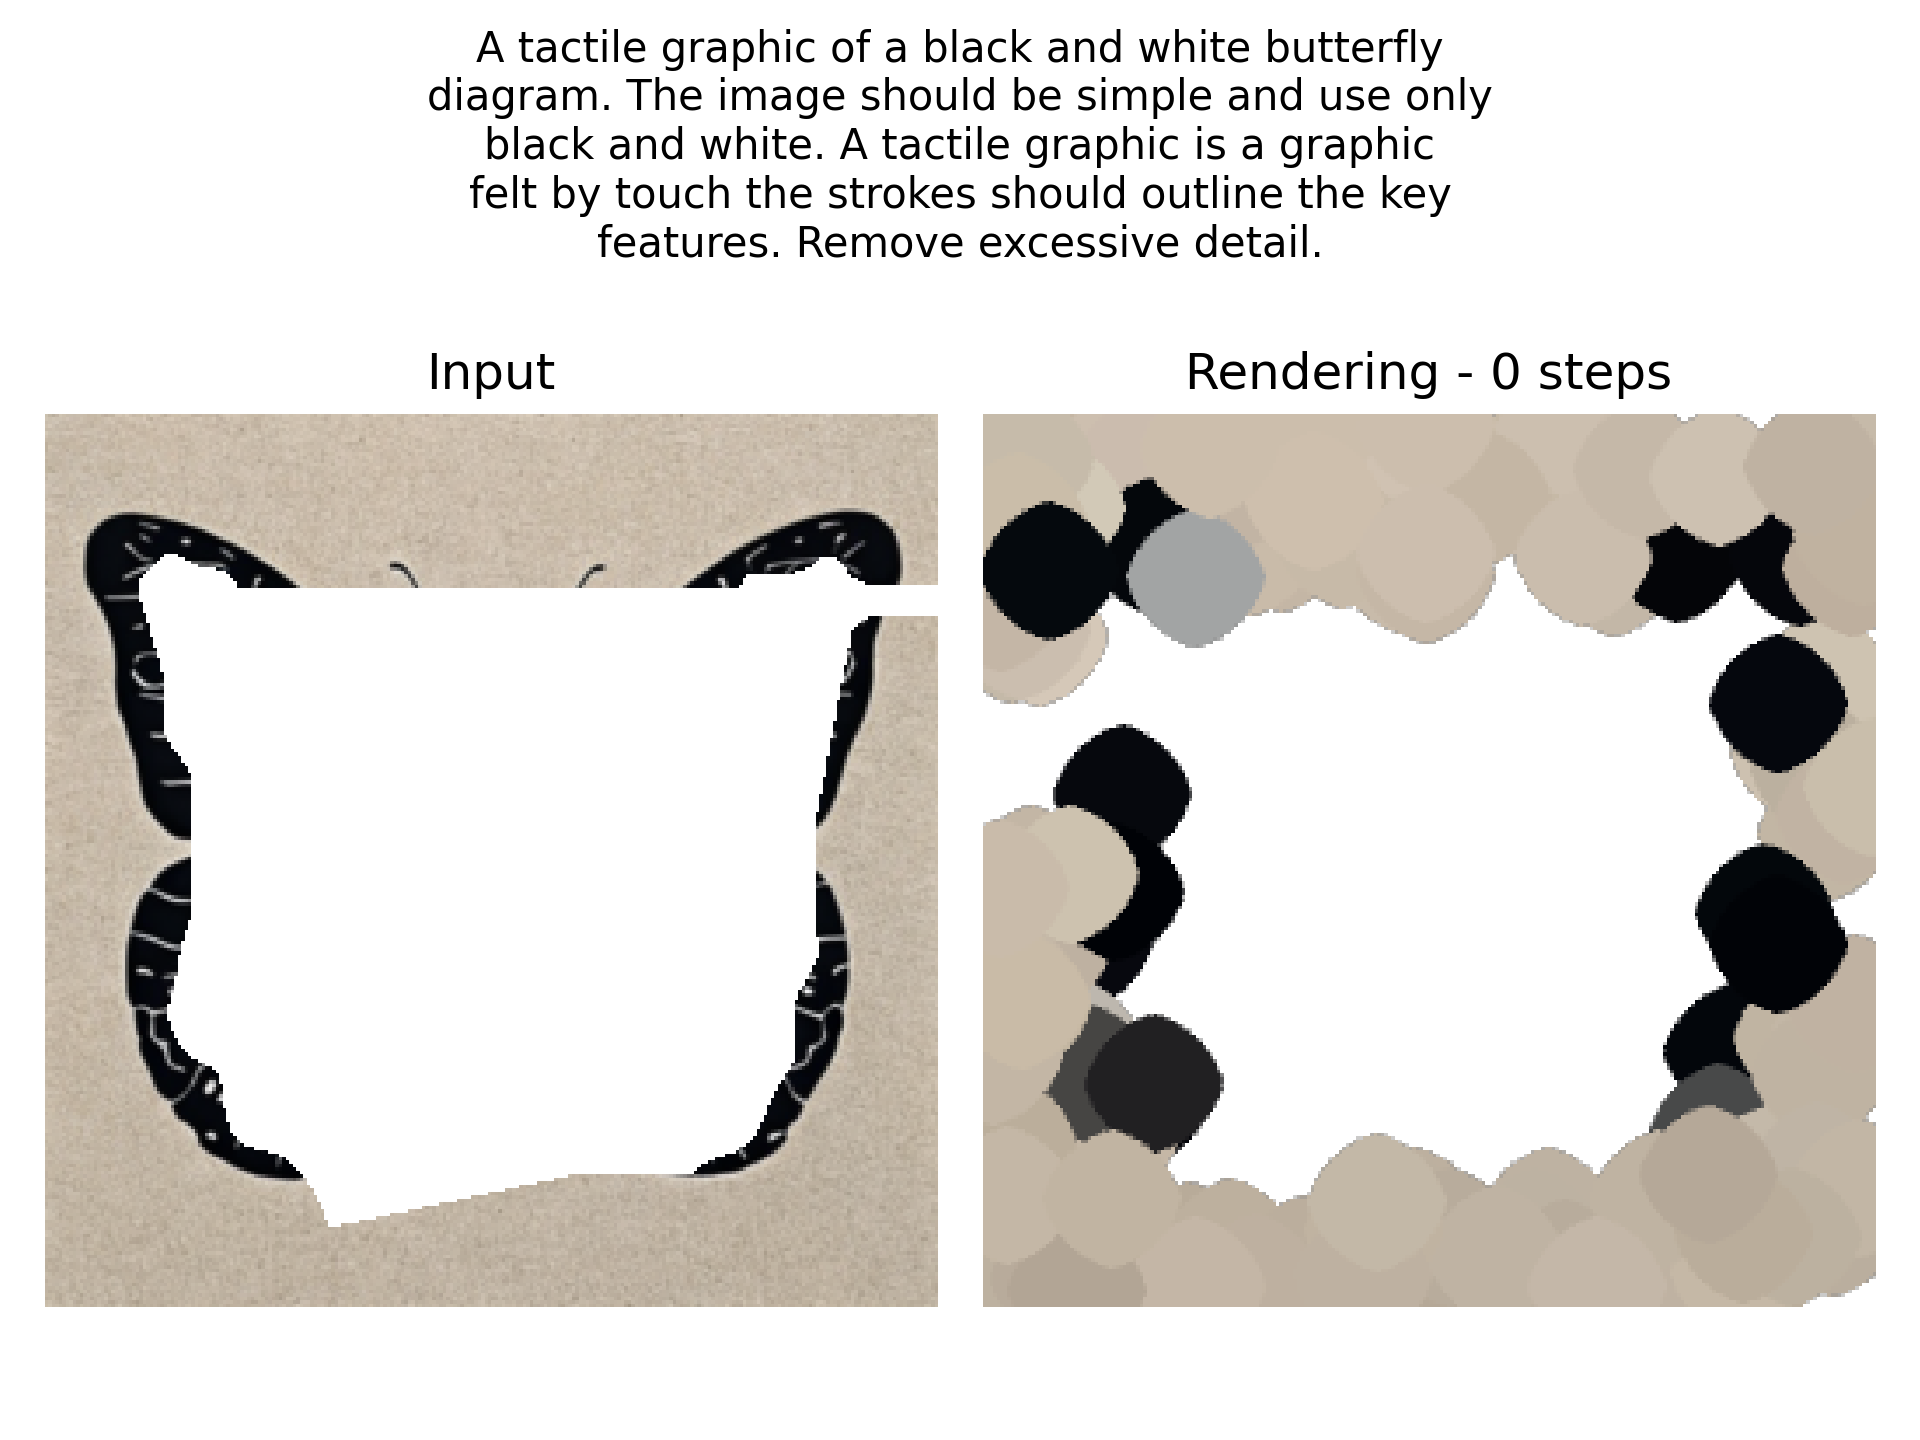 A tactile graphic of a black and white butterfly
diagram. The image should be simple and use only
black and white. A tactile graphic is a graphic
felt by touch the strokes should outline the key
features. Remove excessive detail.
Input
Rendering - 0 steps